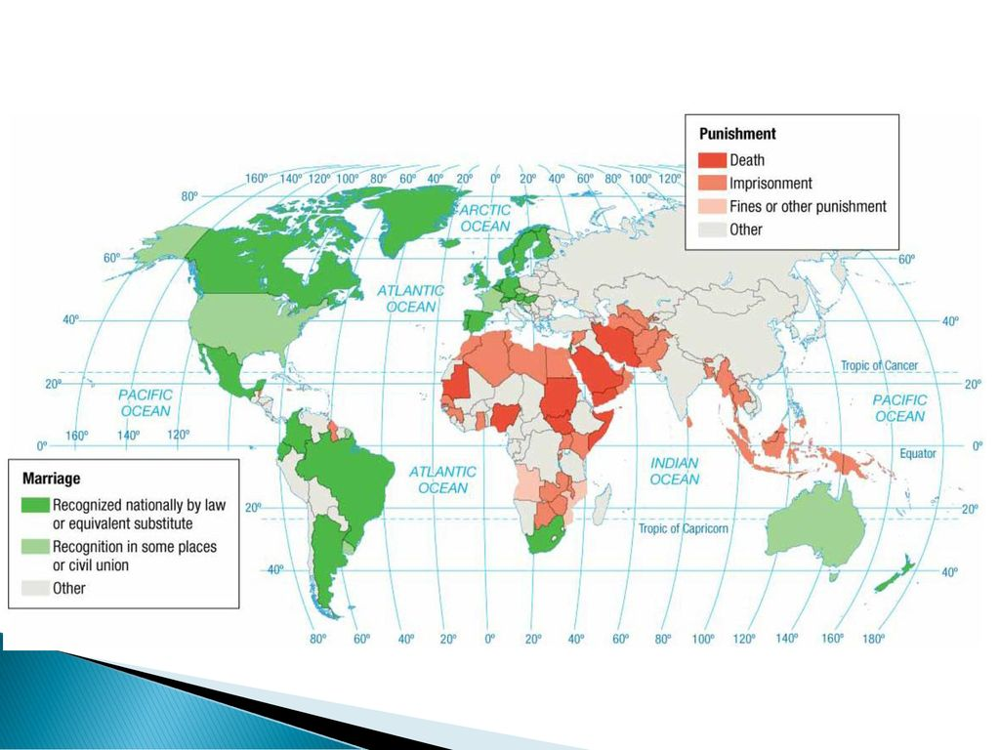 Punishment
Death
Imprisonment
Fines or other punishment
Other
160° 140° 120° 100° 80° 60° 40° 20° 0° 20° 40° 60° 80° 100° 120°
80°
ARCTIC
OCEAN
60° 60°
ATLANTIC
OCEAN
40° 40°
Tropic of Cancer
20° 20°
PACIFIC
OCEAN
PACIFIC
OCEAN
160° 140° 120°
0° 0°
Equator
INDIAN
OCEAN
ATLANTIC
OCEAN
20° 20°
Tropic of Capricorn
40° 40°
Marriage
Recognized nationally by law
or equivalent substitute
Recognition in some places
or civil union
Other
80° 60° 40° 20° 0° 20° 40° 60° 80° 100° 120° 140° 160° 180°